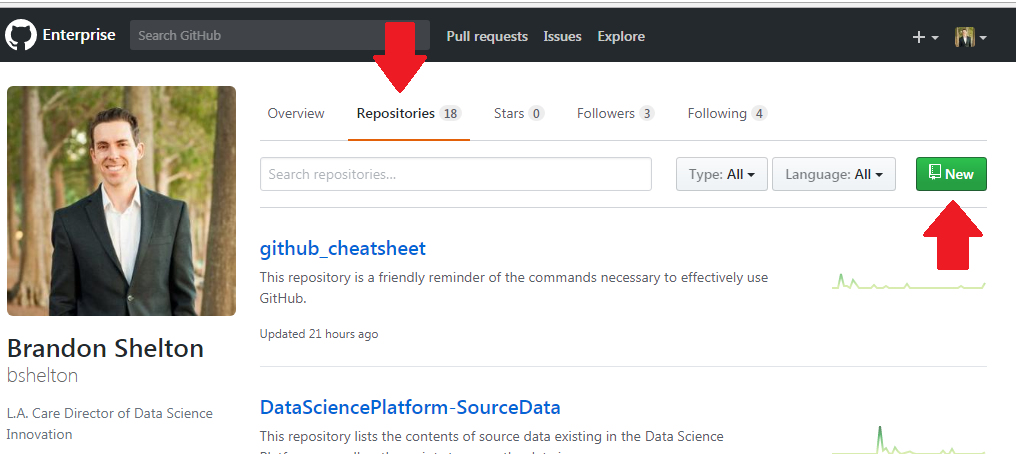 Enterprise
Search GitHub
Pull requests Issues Explore
Overview Repositories 18 Stars 0 Followers 3 Following 4
Search repositories...
Type: All Language: All New
github_cheatsheet
This repository is a friendly reminder of the commands necessary to effectively use
GitHub.
Updated 21 hours ago
Brandon Shelton
bshelton
L.A. Care Director of Data Science
Innovation
DataSciencePlatform-SourceData
This repository lists the contents of source data existing in the Data Science